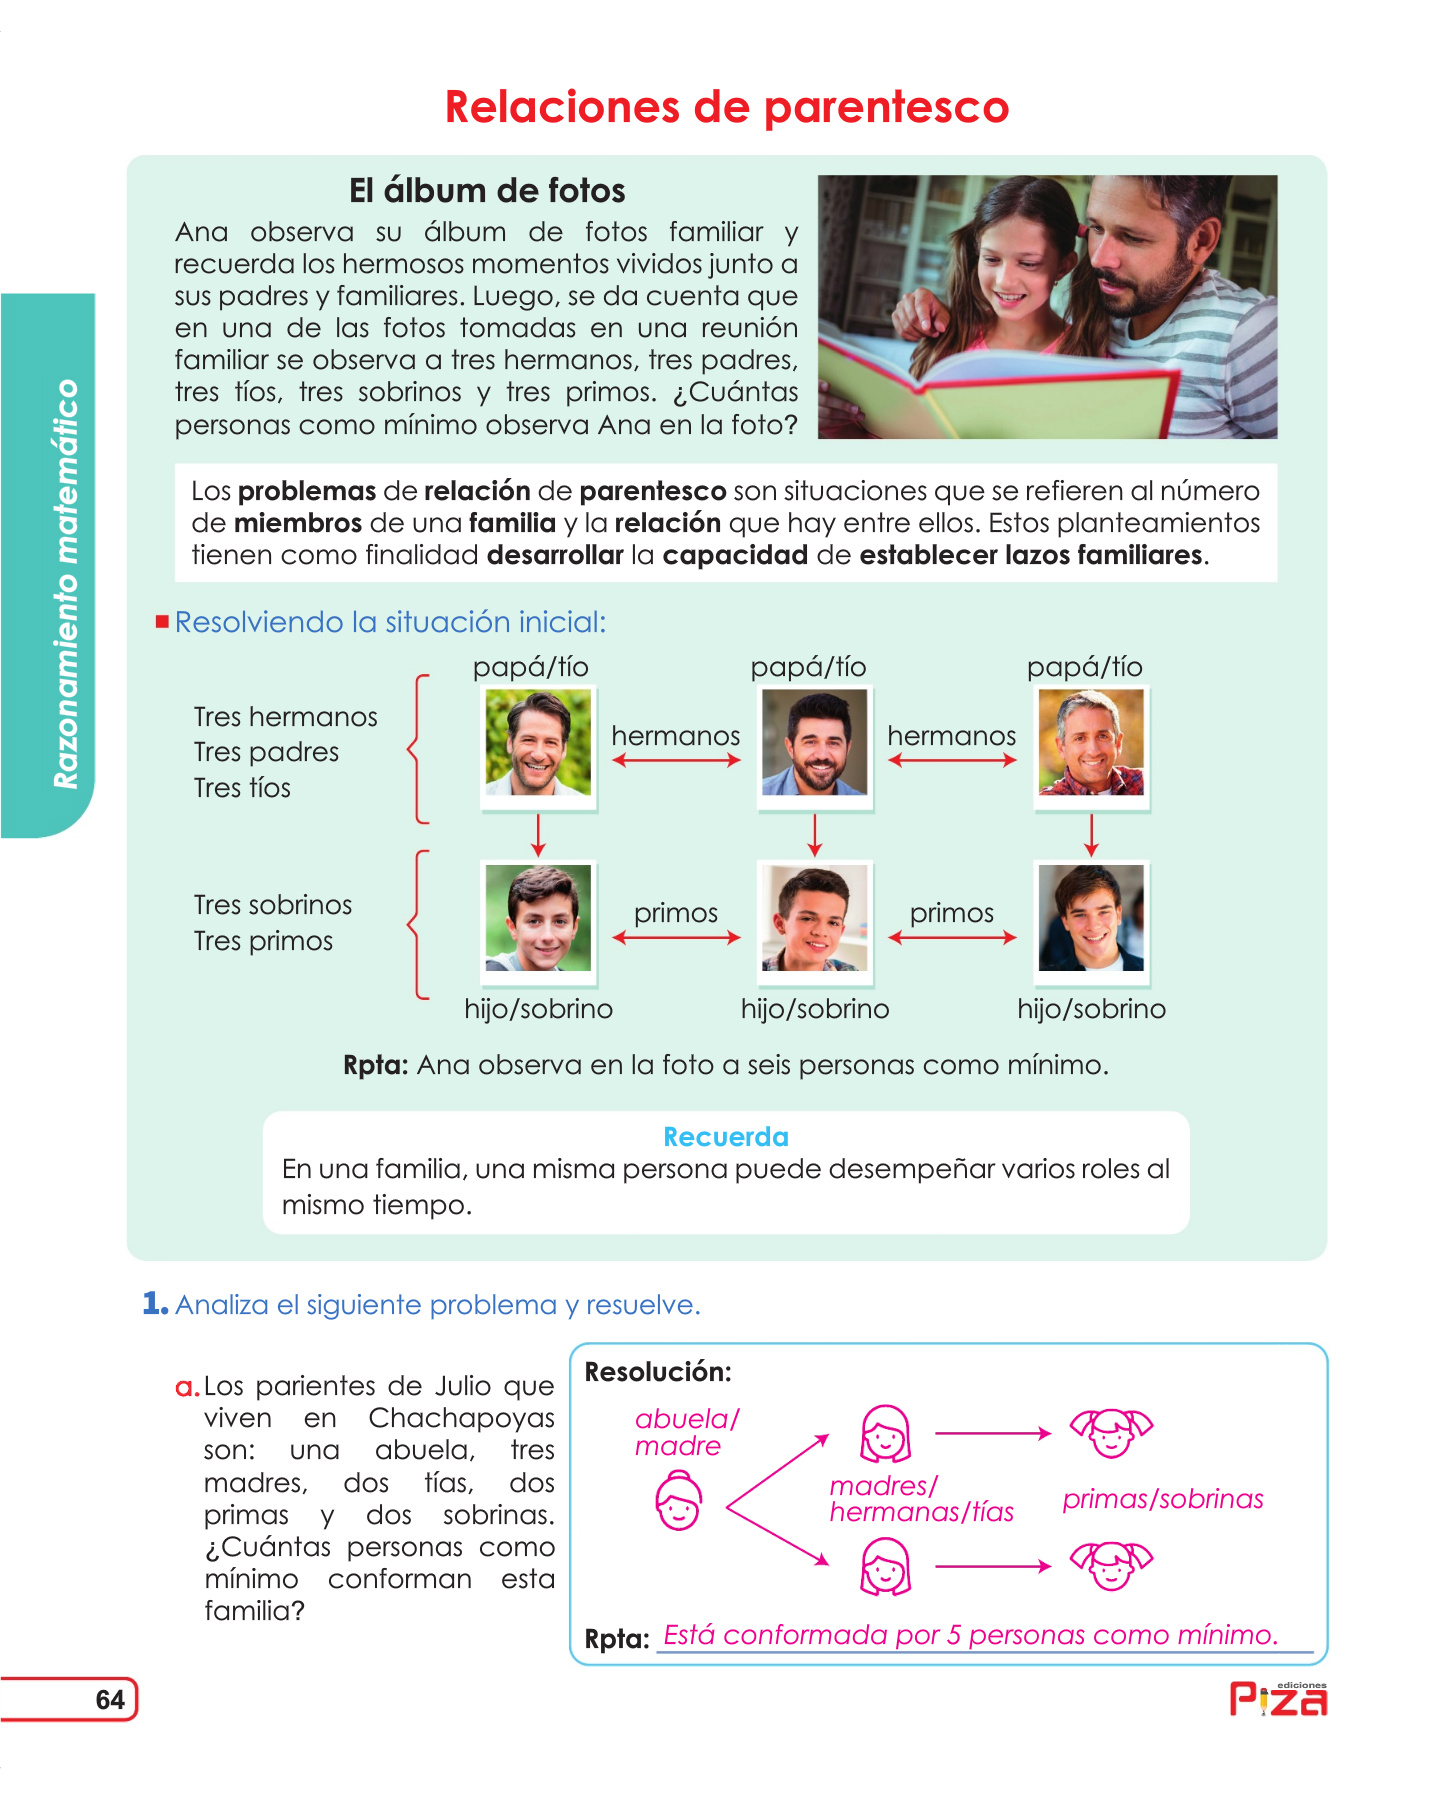 Relaciones de parentesco
El álbum de fotos
Ana observa su álbum de fotos familiar y
recuerda los hermosos momentos vividos junto a
sus padres y familiares. Luego, se da cuenta que
en una de las fotos tomadas en una reunión
familiar se observa a tres hermanos, tres padres,
tres tíos, tres sobrinos y tres primos. ¿Cuántas
personas como mínimo observa Ana en la foto?
Razonamiento matemático
Los problemas de relación de parentesco son situaciones que se refieren al número
de miembros de una familia y la relación que hay entre ellos. Estos planteamientos
tienen como finalidad desarrollar la capacidad de establecer lazos familiares.
Resolviendo la situación inicial:
papá/tío papá/tío papá/tío
Tres hermanos
Tres padres
Tres tíos
hermanos hermanos
Tres sobrinos
Tres primos
primos primos
hijo/sobrino hijo/sobrino hijo/sobrino
Rpta: Ana observa en la foto a seis personas como mínimo.
Recuerda
En una familia, una misma persona puede desempeñar varios roles al
mismo tiempo.
1. Analiza el siguiente problema y resuelve.
a. Los parientes de Julio que
viven en Chachapoyas
son: una abuela, tres
madres, dos tías, dos
primas y dos sobrinas.
¿Cuántas personas como
mínimo conforman esta
familia?
Resolución:
abuela/
madre
madres/
hermanas/tías
primas/sobrinas
Rpta: Está conformada por 5 personas como mínimo.
64
ediciones
Piza